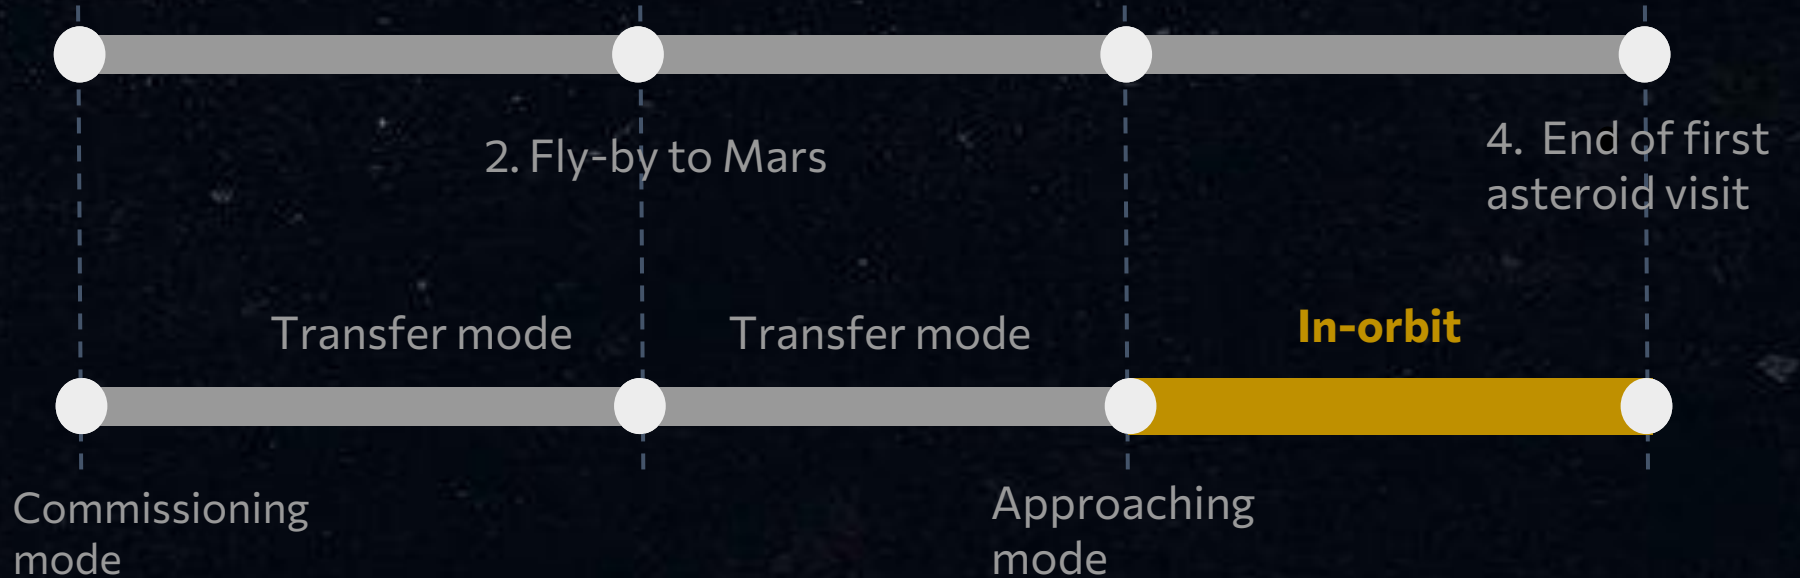 2. Fly-by to Mars
4. End of first
asteroid visit
Transfer mode
Transfer mode
In-orbit
Commissioning
mode
Approaching
mode